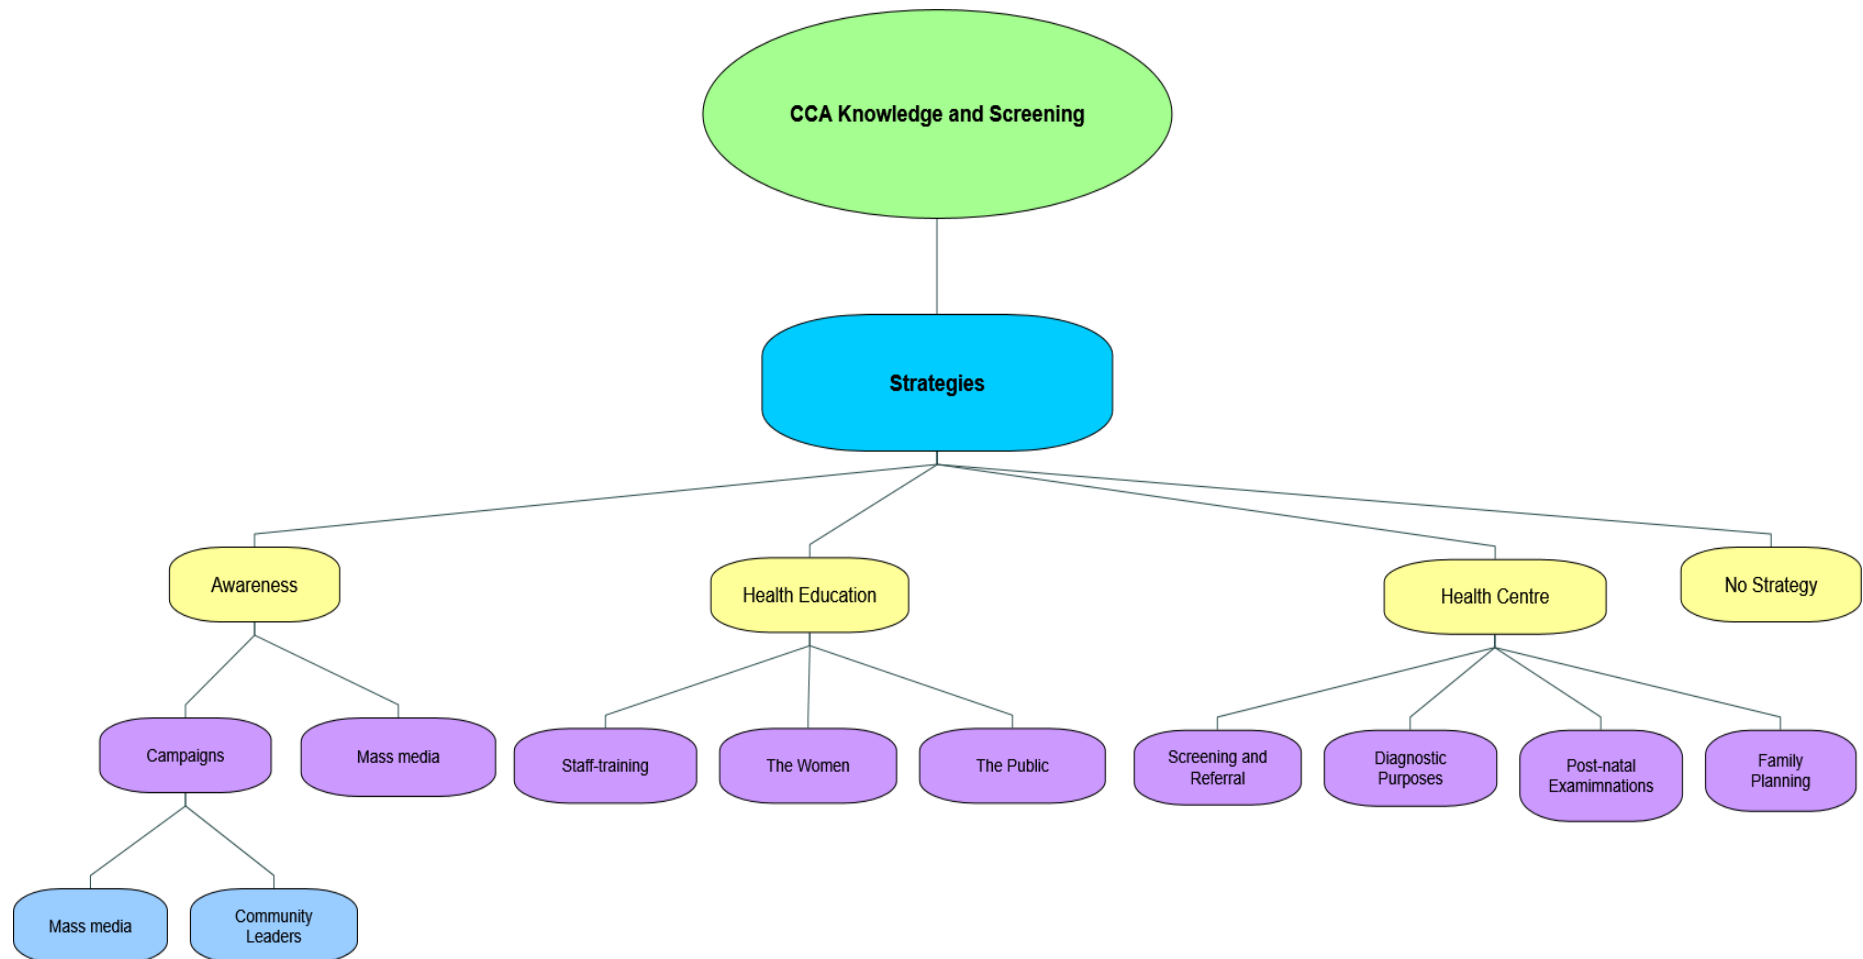 CCA Knowledge and Screening
Strategies
Awareness
Health Education
Health Centre
No Strategy
Campaigns
Mass media
Staff-training
The Women
The Public
Screening and
Referral
Diagnostic
Purposes
Post-natal
Examimnations
Family
Planning
Mass media
Community
Leaders